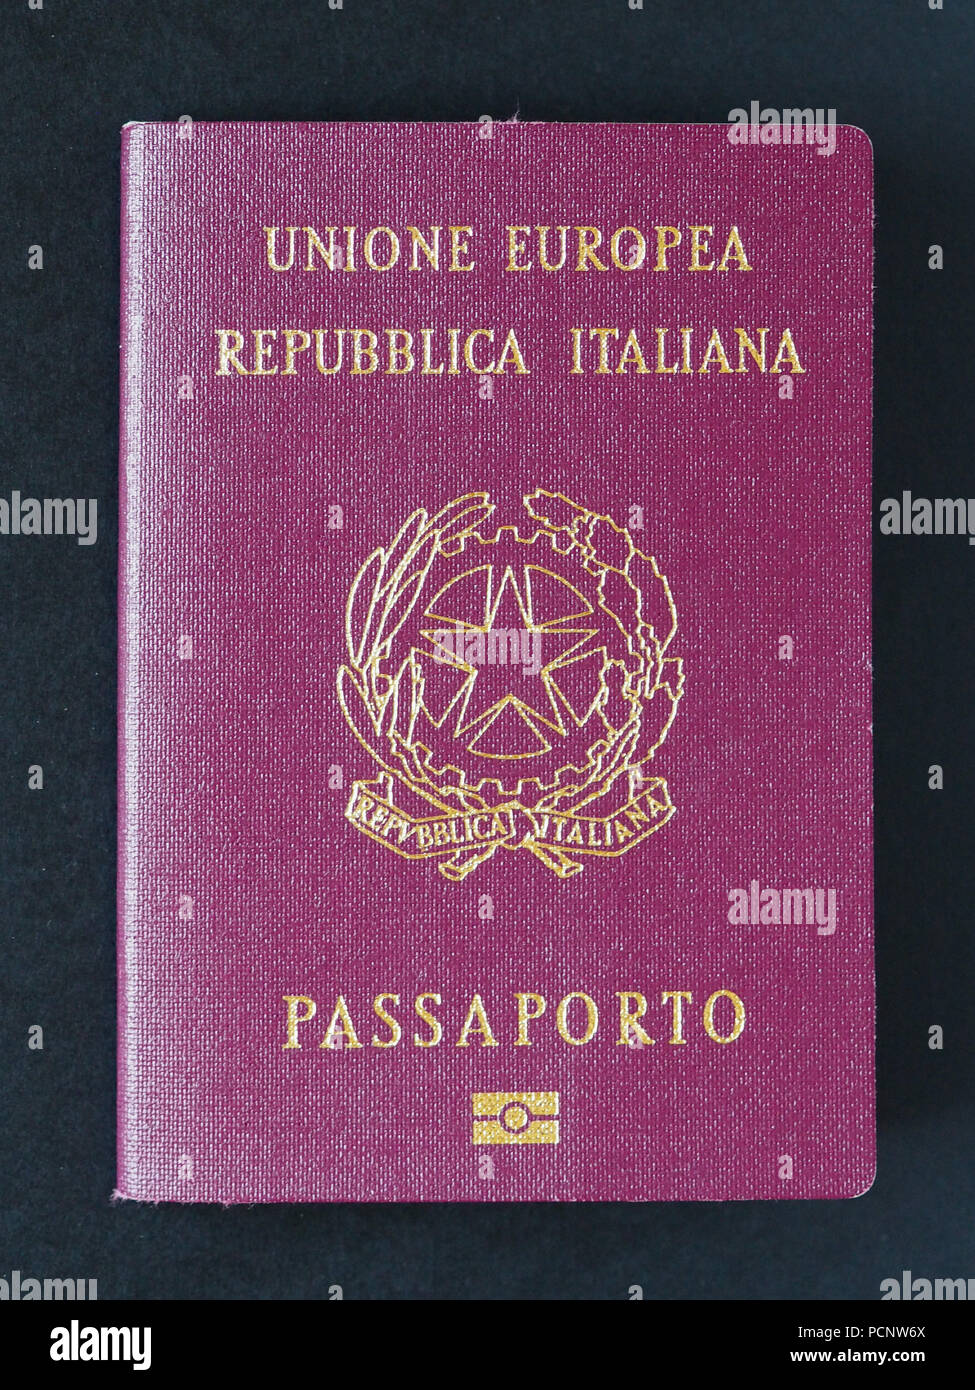 UNIONE EUROPEA
REPUBBLICA ITALIANA
REPVBBLICA ITALIANA
PASSAPORTO
alamy
Image ID: PCNW6X
www.alamy.com